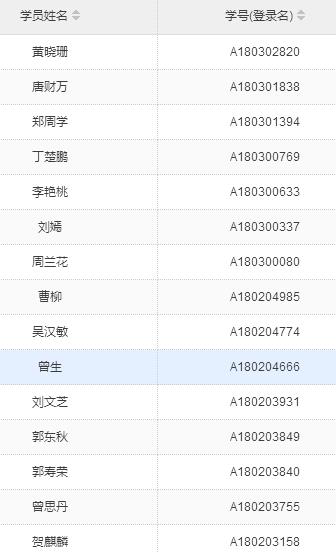 学员姓名 学号(登录名)
黄晓珊 A180302820
唐财万 A180301838
郑周学 A180301394
丁楚鹏 A180300769
李艳桃 A180300633
刘嫣 A180300337
周兰花 A180300080
曹柳 A180204985
吴汉敏 A180204774
曾生 A180204666
刘文芝 A180203931
郭东秋 A180203849
郭寿荣 A180203840
曾思丹 A180203755
贺麒麟 A180203158